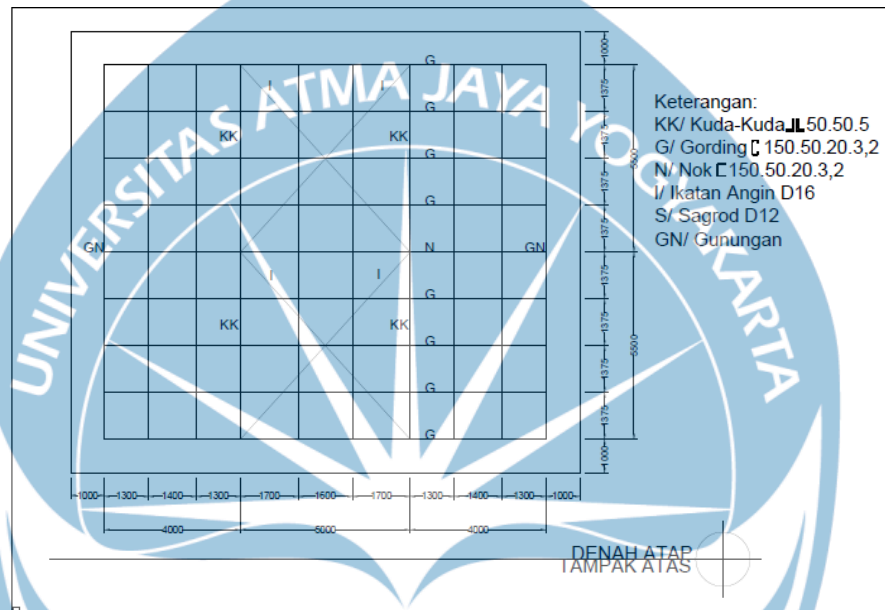 UNIVERSITAS ATMA JAYA YOGYAKARTA
G
G
G
G
N
G
G
G
G
I
I
KK
KK
GN
GN
I
I
KK
KK
1000
1375
1375
1375
1375
1375
1375
1375
1375
1000
5500
5500
Keterangan:
KK/ Kuda-Kuda 50.50.5
G/ Gording 150.50.20.3,2
N/ Nok 150.50.20.3,2
I/ Ikatan Angin D16
S/ Sagrod D12
GN/ Gunungan
1000 1300 1400 1300 1700 1600 1700 1300 1400 1300 1000
4000 5000 4000
DENAH ATAP
TAMPAK ATAS